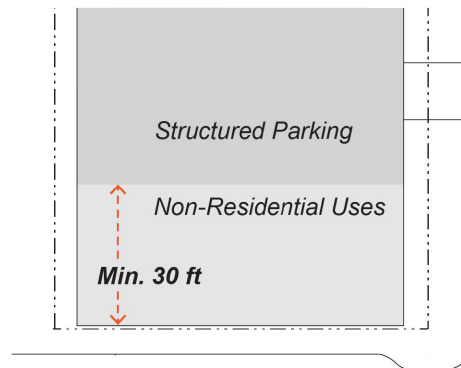 Structured Parking
Non-Residential Uses
Min. 30 ft